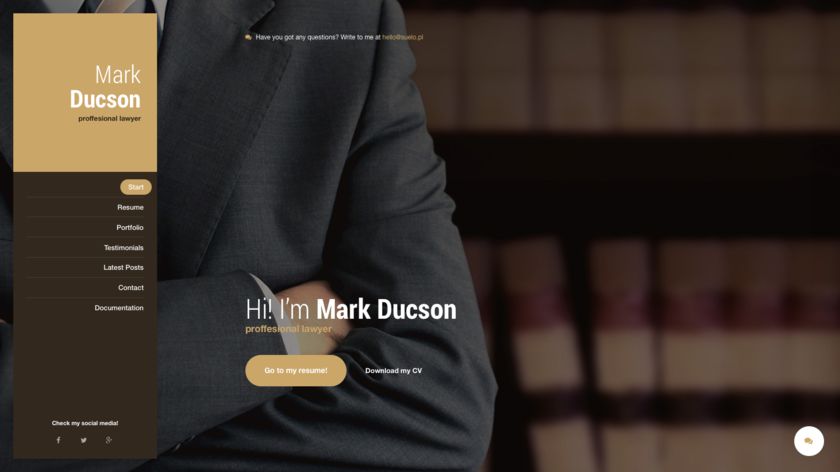 Have you got any questions? Write to me at hello@suelo.pl
Mark
Ducson
proffesional lawyer
Start
Resume
Portfolio
Testimonials
Latest Posts
Contact
Documentation
Hi! I'm Mark Ducson
proffesional lawyer
Go to my resume!
Download my CV
Check my social media!